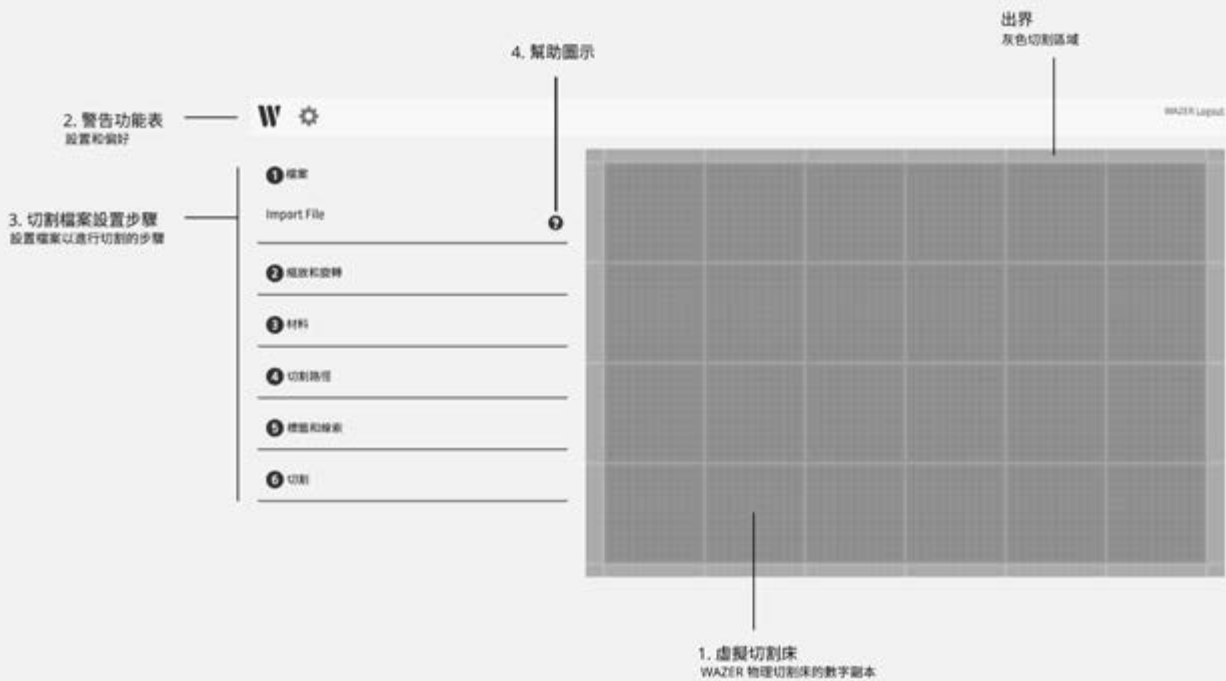 出界
灰色切割區域
4. 幫助圖示
2. 警告功能表
設置和偏好
W
WAZER Logout
3. 切割檔案設置步驟
設置檔案以進行切割的步驟
1 檔案
Import File
?
2 縮放和旋轉
3 材料
4 切割路徑
5 標籤和線索
6 切割
1. 虛擬切割床
WAZER 物理切割床的數字副本